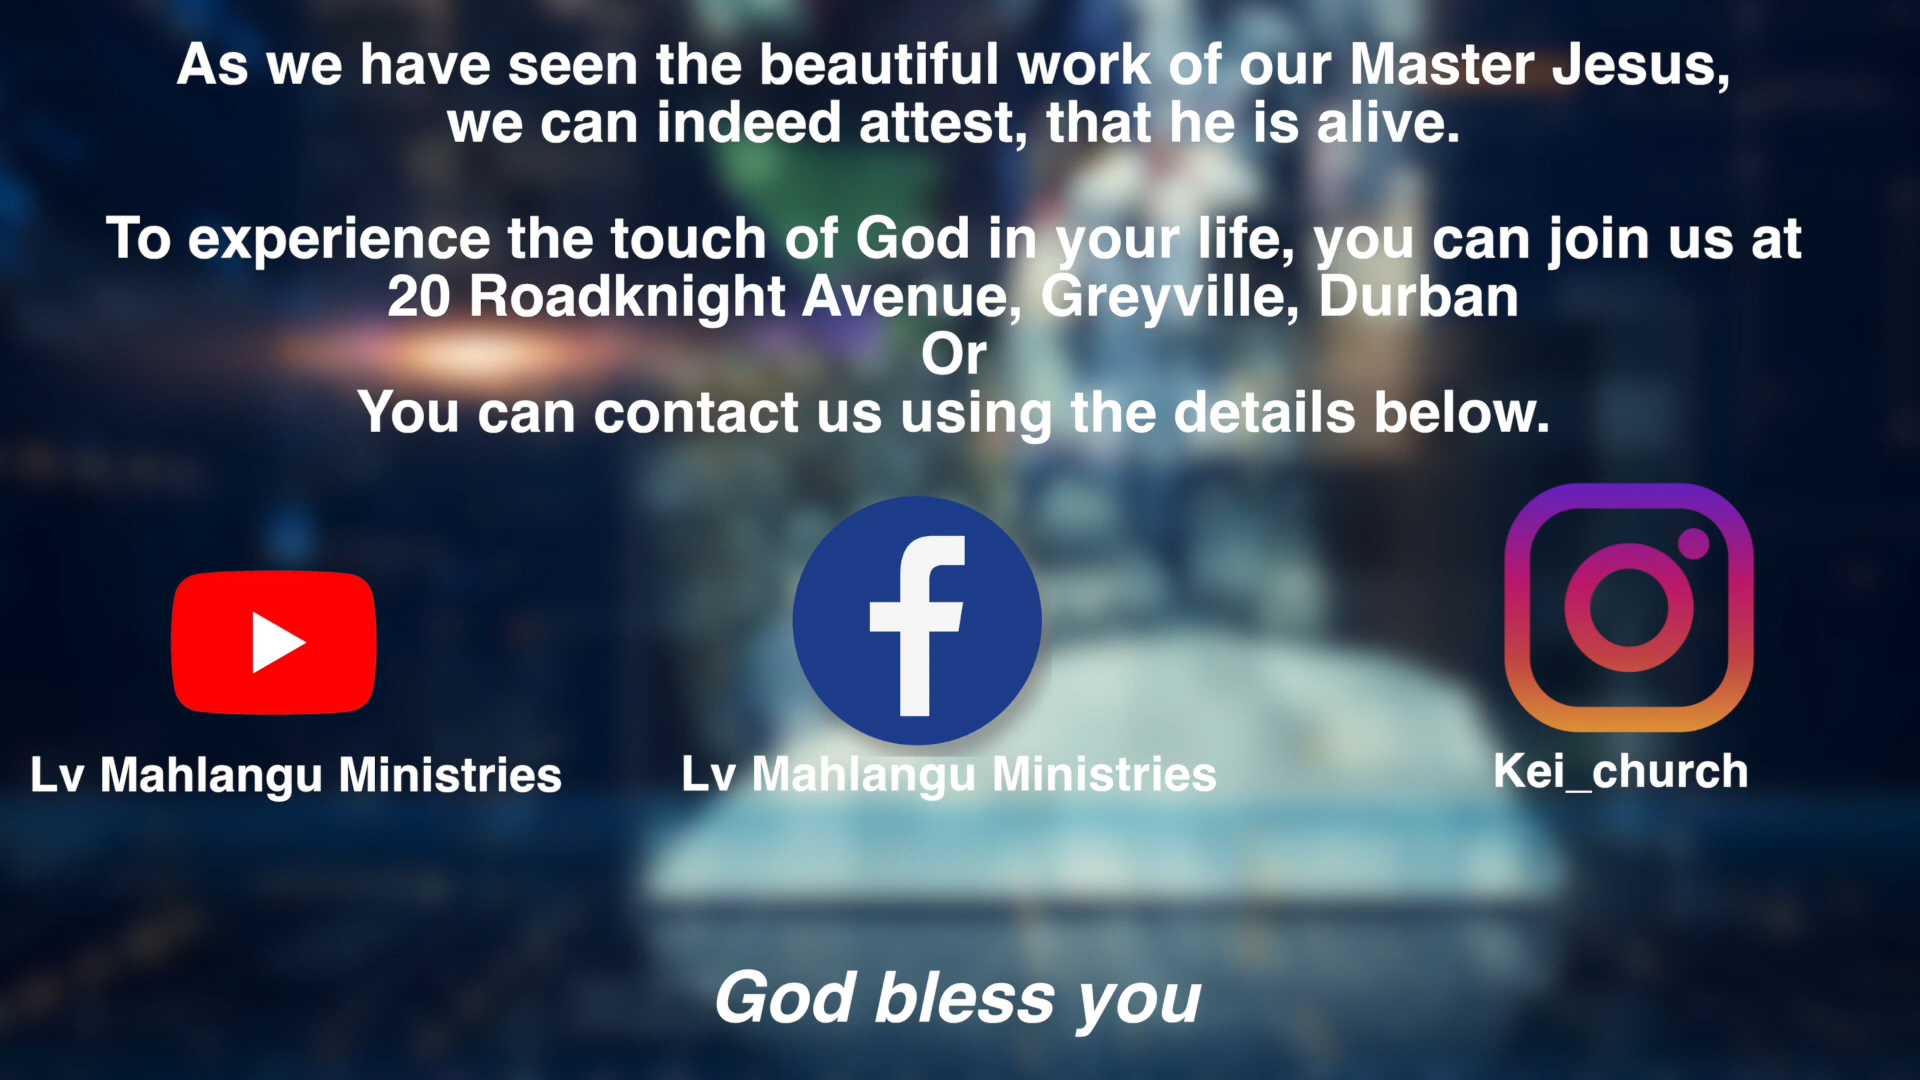 As we have seen the beautiful work of our Master Jesus,
we can indeed attest, that he is alive.
To experience the touch of God in your life, you can join us at
20 Roadknight Avenue, Greyville, Durban
Or
You can contact us using the details below.
Lv Mahlangu Ministries
Lv Mahlangu Ministries
Kei_church
God bless you